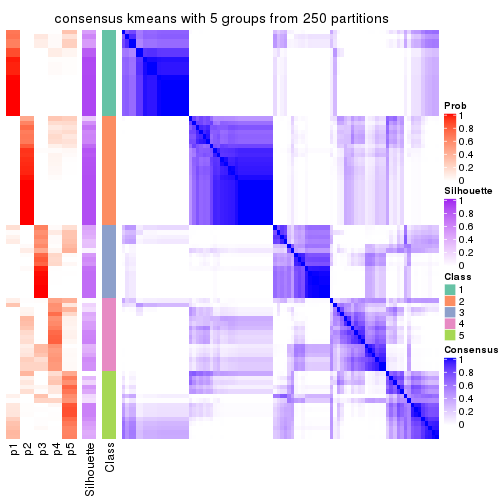 consensus kmeans with 5 groups from 250 partitions
Prob
1
0.8
0.6
0.4
0.2
0
Silhouette
1
0.8
0.6
0.4
0.2
0
Class
1
2
3
4
5
Consensus
1
0.8
0.6
0.4
0.2
0
p1
p2
p3
p4
p5
Silhouette
Class